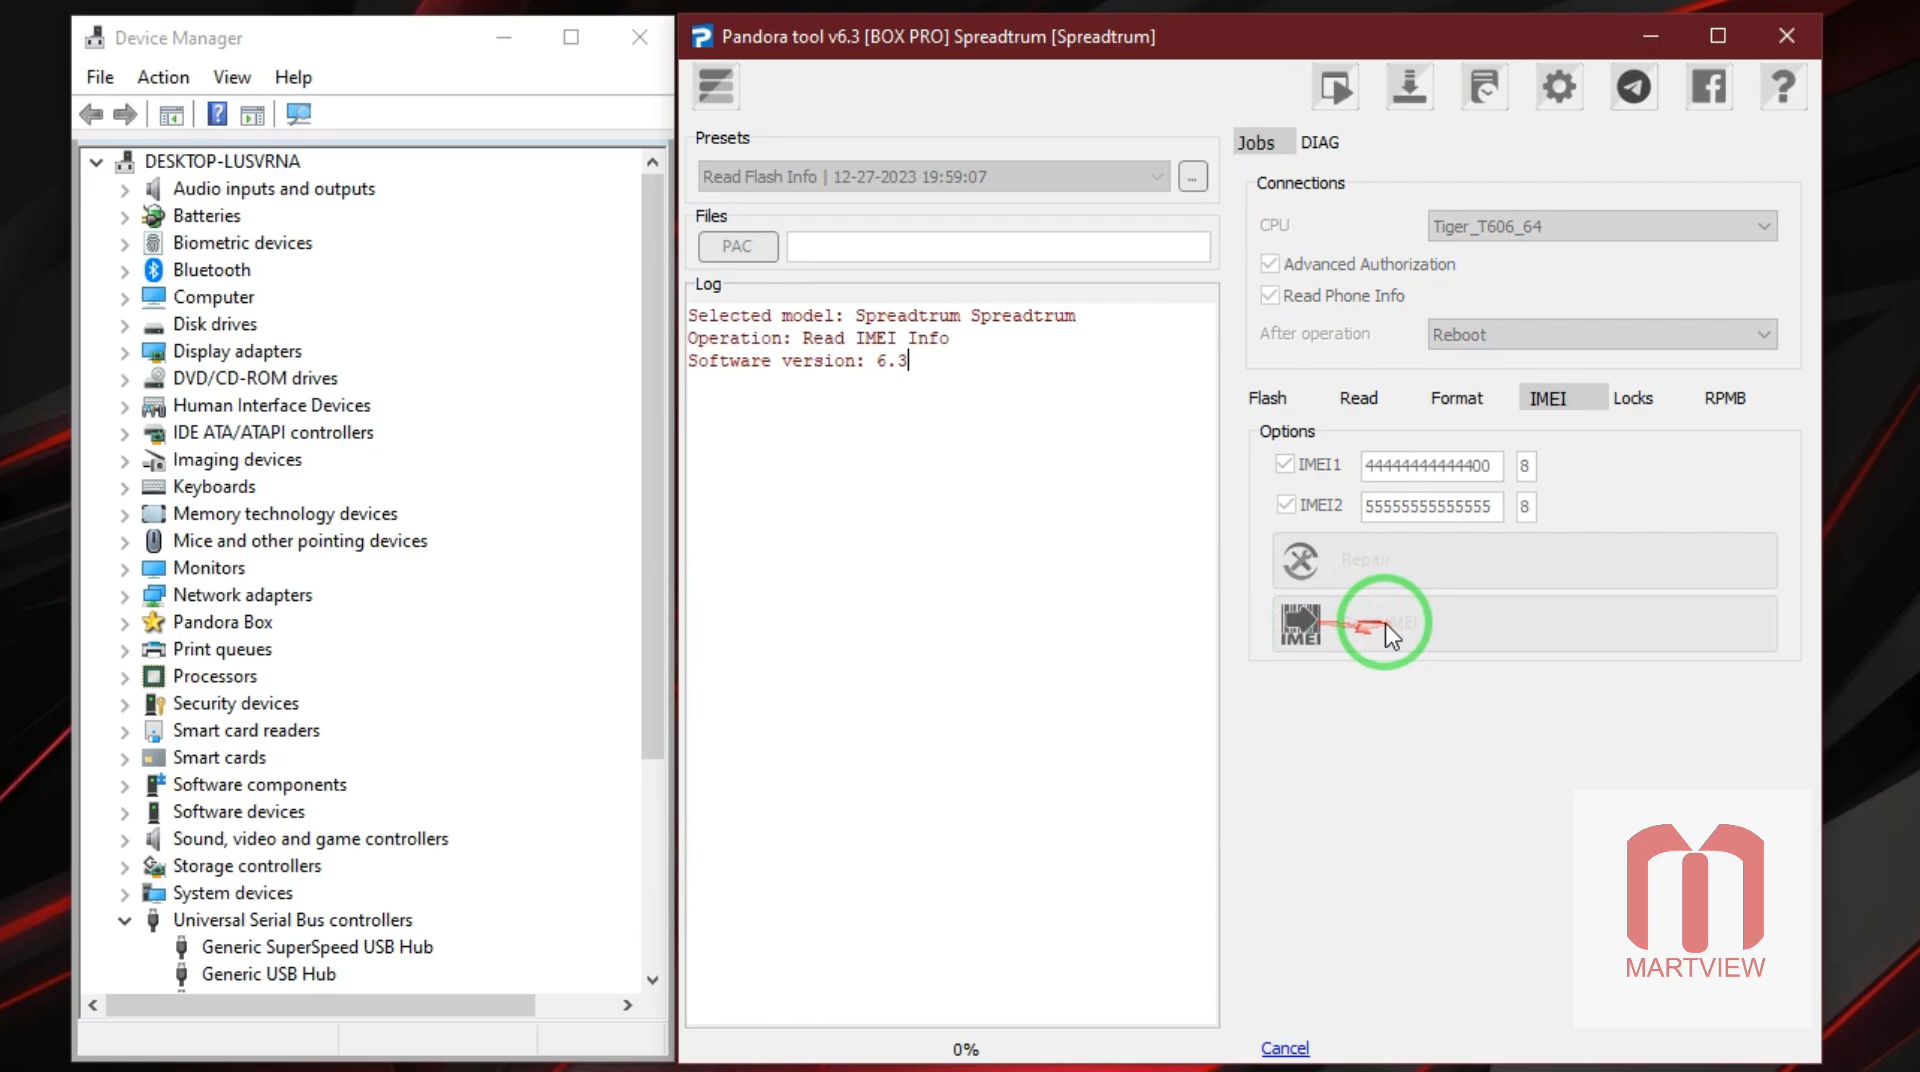 Device Manager
File Action View Help
DESKTOP-LUSVRNA
Audio inputs and outputs
Batteries
Biometric devices
Bluetooth
Computer
Disk drives
Display adapters
DVD/CD-ROM drives
Human Interface Devices
IDE ATA/ATAPI controllers
Imaging devices
Keyboards
Memory technology devices
Mice and other pointing devices
Monitors
Network adapters
Pandora Box
Print queues
Processors
Security devices
Smart card readers
Smart cards
Software components
Software devices
Sound, video and game controllers
Storage controllers
System devices
Universal Serial Bus controllers
Generic SuperSpeed USB Hub
Generic USB Hub
Pandora tool v6.3 [BOX PRO] Spreadtrum [Spreadtrum]
Presets
Read Flash Info | 12-27-2023 19:59:07
...
Files
PAC
Log
Selected model: Spreadtrum Spreadtrum
Operation: Read IMEI Info
Software version: 6.3
0%
Jobs DIAG
Connections
CPU Tiger_T606_64
Advanced Authorization
Read Phone Info
After operation Reboot
Flash Read Format IMEI Locks RPMB
Options
IMEI1 44444444444400 8
IMEI2 55555555555555 8
Repair
IMEI
IMEI
Cancel
MARTVIEW